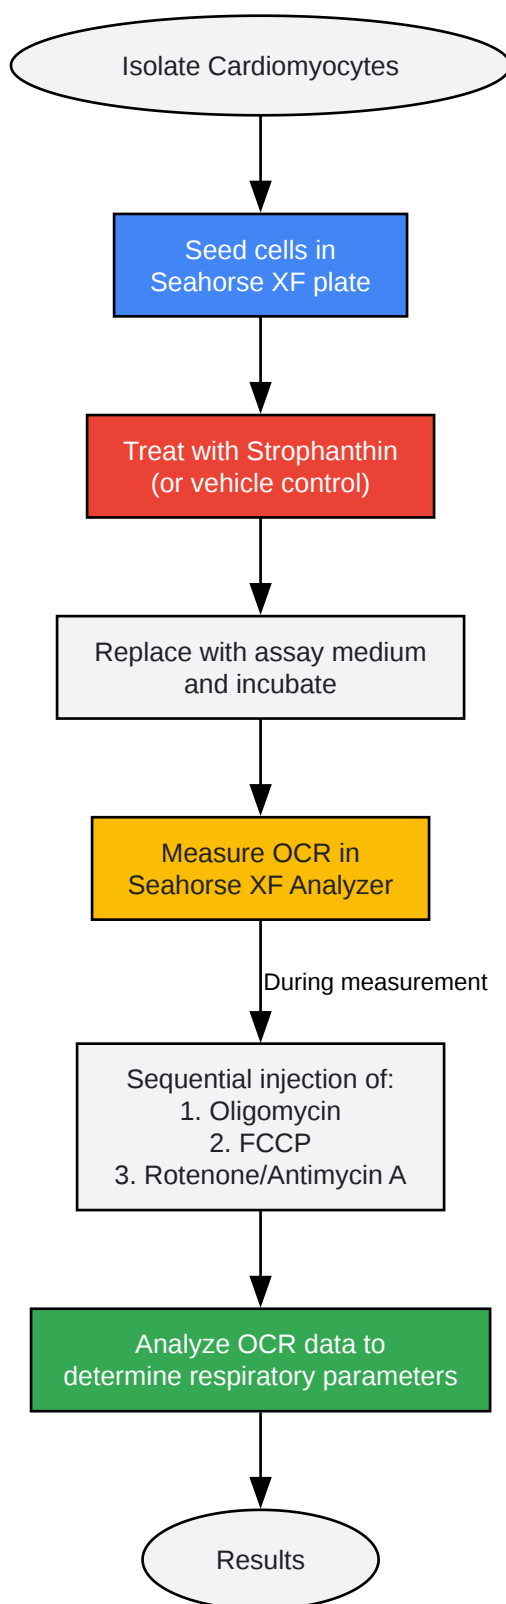 Isolate Cardiomyocytes
Seed cells in
Seahorse XF plate
Treat with Strophanthin
(or vehicle control)
Replace with assay medium
and incubate
Measure OCR in
Seahorse XF Analyzer
During measurement
Sequential injection of:
1. Oligomycin
2. FCCP
3. Rotenone/Antimycin A
Analyze OCR data to
determine respiratory parameters
Results